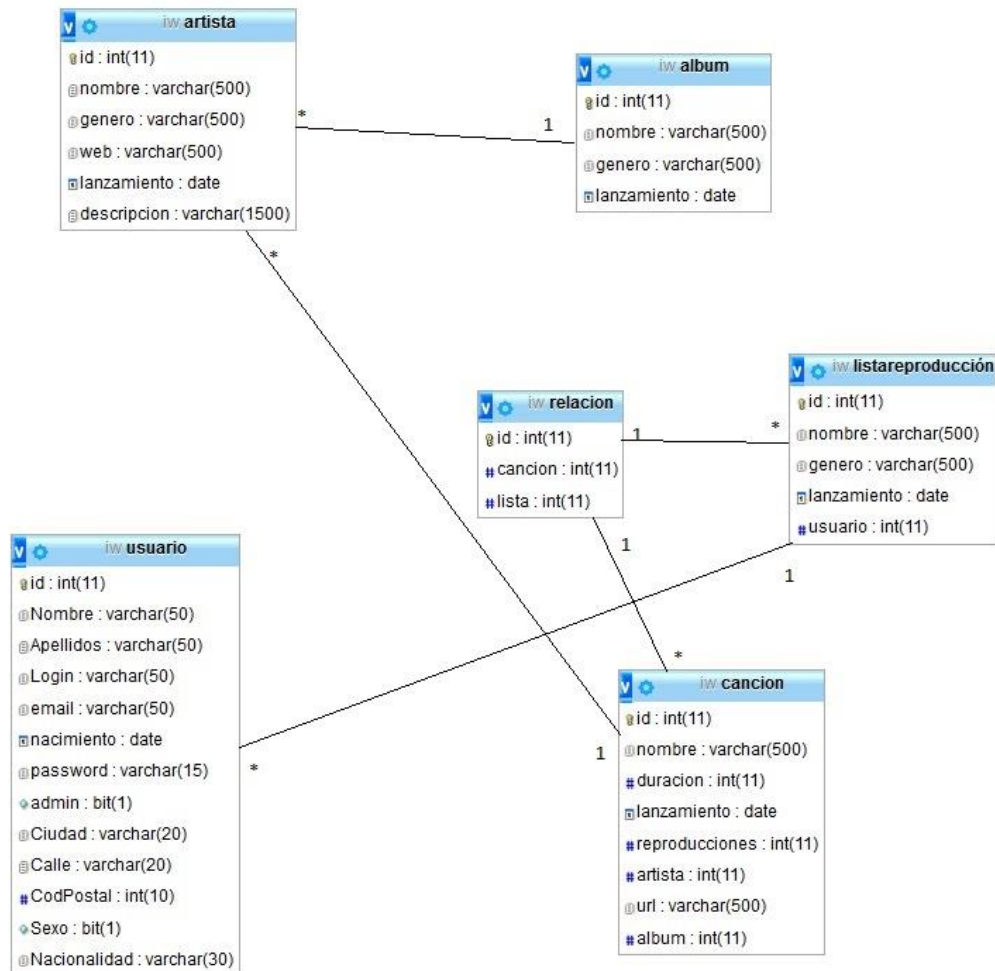 iw artista
id : int(11)
nombre : varchar(500)
genero : varchar(500)
web : varchar(500)
lanzamiento : date
descripcion : varchar(1500)
iw album
id : int(11)
nombre : varchar(500)
genero : varchar(500)
lanzamiento : date
* 1
*
iw listareproducción
id : int(11)
nombre : varchar(500)
genero : varchar(500)
lanzamiento : date
# usuario : int(11)
iw relacion
id : int(11)
# cancion : int(11)
# lista : int(11)
1 *
1
1
iw usuario
id : int(11)
Nombre : varchar(50)
Apellidos : varchar(50)
Login : varchar(50)
email : varchar(50)
nacimiento : date
password : varchar(15)
admin : bit(1)
Ciudad : varchar(20)
Calle : varchar(20)
# CodPostal : int(10)
Sexo : bit(1)
Nacionalidad : varchar(30)
*
1
*
iw cancion
id : int(11)
nombre : varchar(500)
# duracion : int(11)
lanzamiento : date
# reproducciones : int(11)
# artista : int(11)
url : varchar(500)
# album : int(11)